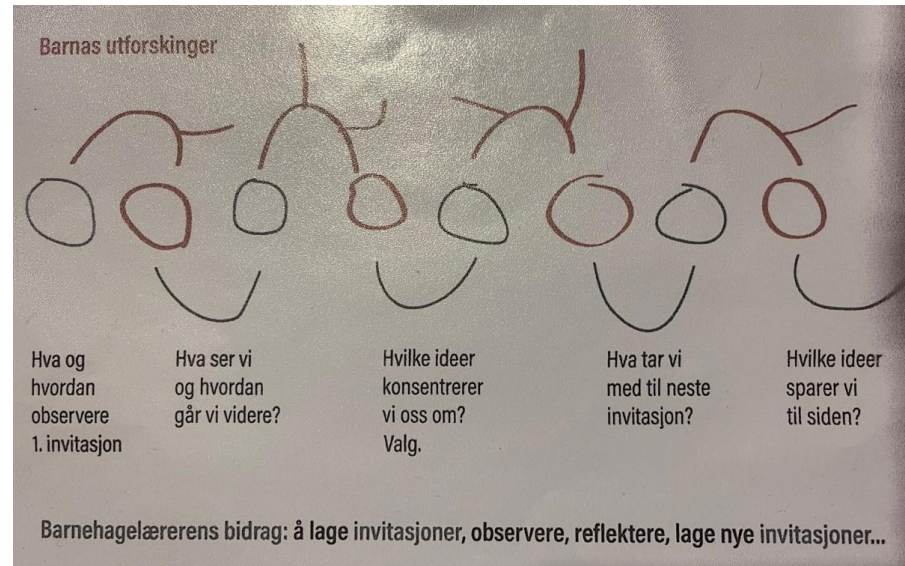 Barnas utforskinger
Hva og
hvordan
observere
1. invitasjon
Hva ser vi
og hvordan
går vi videre?
Hvilke ideer
konsentrerer
vi oss om?
Valg.
Hva tar vi
med til neste
invitasjon?
Hvilke ideer
sparer vi
til siden?
Barnehagelærerens bidrag: å lage invitasjoner, observere, reflektere, lage nye invitasjoner...